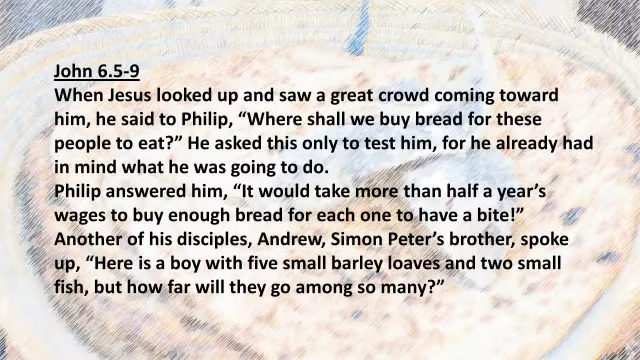 John 6.5-9
When Jesus looked up and saw a great crowd coming toward
him, he said to Philip, “Where shall we buy bread for these
people to eat?” He asked this only to test him, for he already had
in mind what he was going to do.
Philip answered him, “It would take more than half a year’s
wages to buy enough bread for each one to have a bite!”
Another of his disciples, Andrew, Simon Peter’s brother, spoke
up, “Here is a boy with five small barley loaves and two small
fish, but how far will they go among so many?”